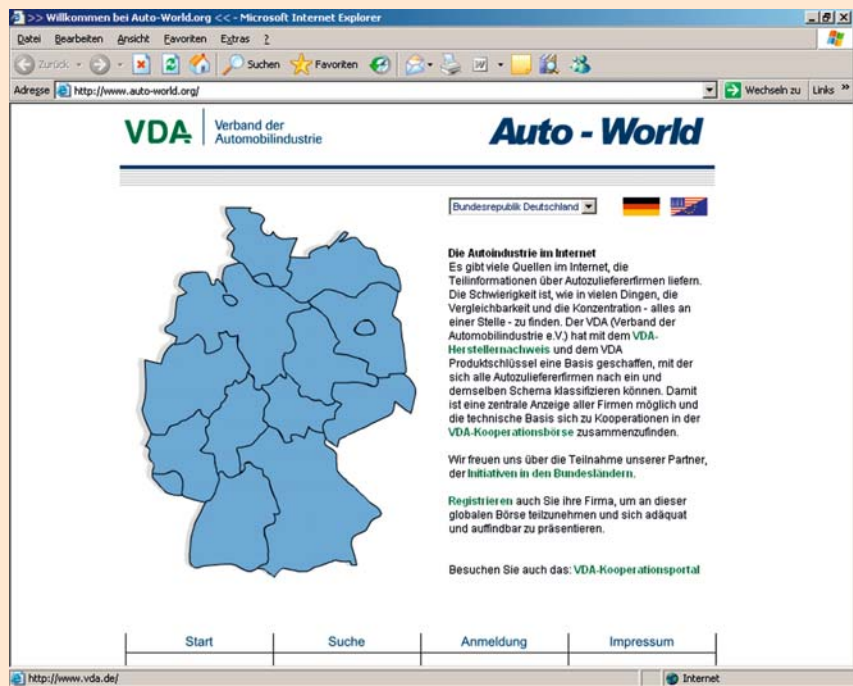 >> Willkommen bei Auto-World.org << - Microsoft Internet Explorer
Datei Bearbeiten Ansicht Favoriten Extras ?
Zurück Suchen Favoriten
Adresse http://www.auto-world.org/ Wechseln zu Links »
VDA Verband der
Automobilindustrie
Auto - World
Bundesrepublik Deutschland
Die Autoindustrie im Internet
Es gibt viele Quellen im Internet, die
Teilinformationen über Autozuliefererfirmen liefern.
Die Schwierigkeit ist, wie in vielen Dingen, die
Vergleichbarkeit und die Konzentration - alles an
einer Stelle - zu finden. Der VDA (Verband der
Automobilindustrie e.V.) hat mit dem VDA-
Herstellernachweis und dem VDA
Produktschlüssel eine Basis geschaffen, mit der
sich alle Autozuliefererfirmen nach ein und
demselben Schema klassifizieren können. Damit
ist eine zentrale Anzeige aller Firmen möglich und
die technische Basis sich zu Kooperationen in der
VDA-Kooperationsbörse zusammenzufinden.
Wir freuen uns über die Teilnahme unserer Partner,
der Initiativen in den Bundesländern.
Registrieren auch Sie ihre Firma, um an dieser
globalen Börse teilzunehmen und sich adäquat
und auffindbar zu präsentieren.
Besuchen Sie auch das: VDA-Kooperationsportal
Start Suche Anmeldung Impressum
http://www.vda.de/ Internet